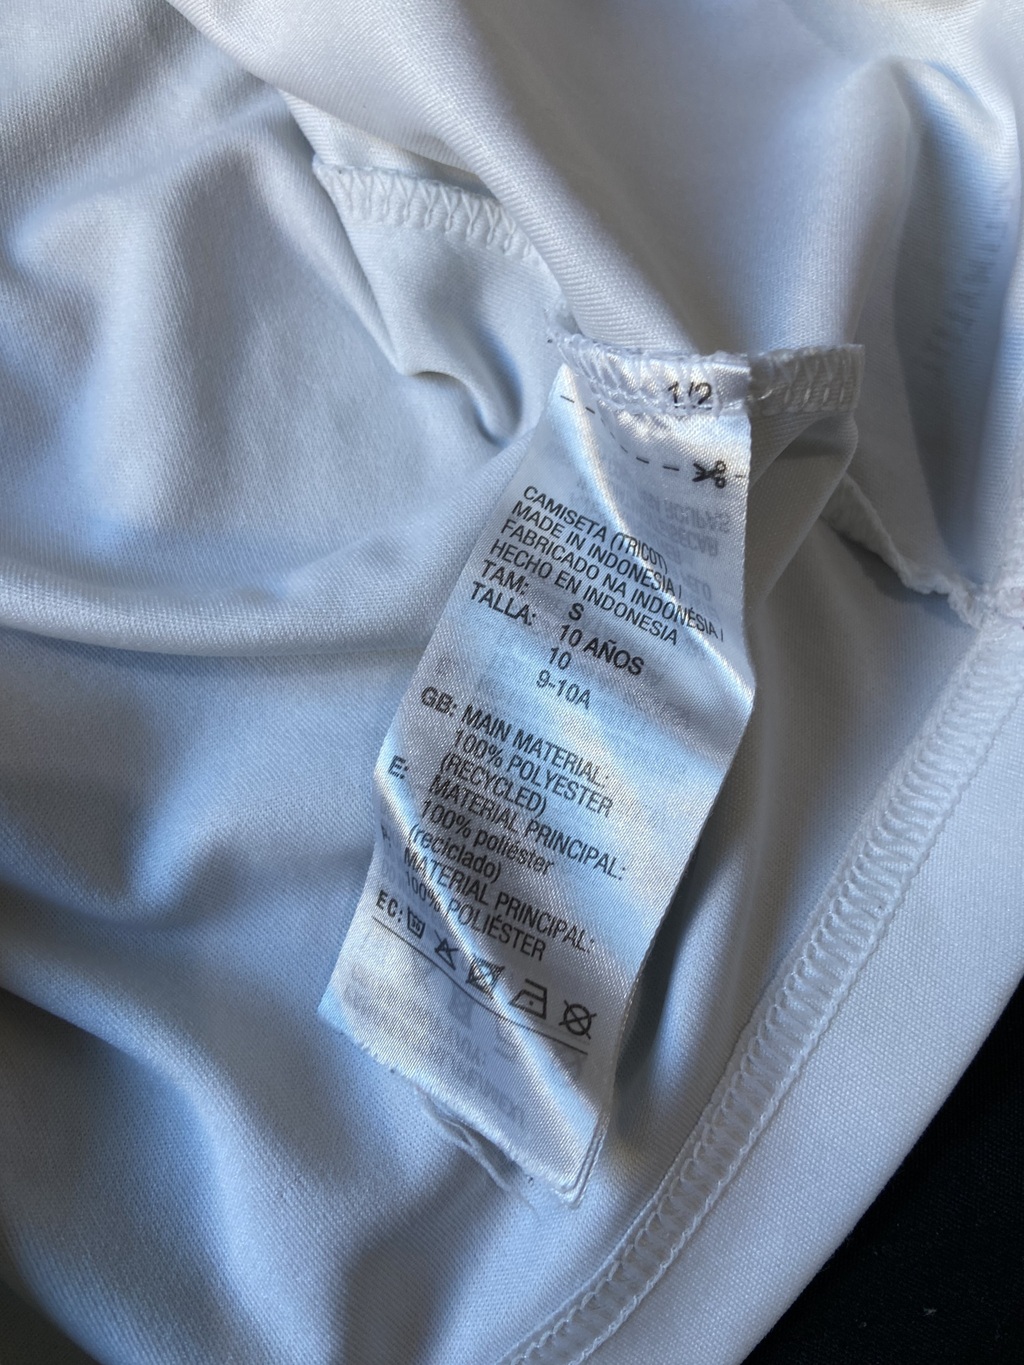 1/2
CAMISETA (TRICOT)
MADE IN INDONESIA /
FABRICADO NA INDONÉSIA /
HECHO EN INDONESIA
TAM: S
TALLA: 10 AÑOS
10
9-10A
GB: MAIN MATERIAL:
100% POLYESTER
(RECYCLED)
E: MATERIAL PRINCIPAL:
100% poliéster
(reciclado)
MATERIAL PRINCIPAL:
100% POLIÉSTER
EC: